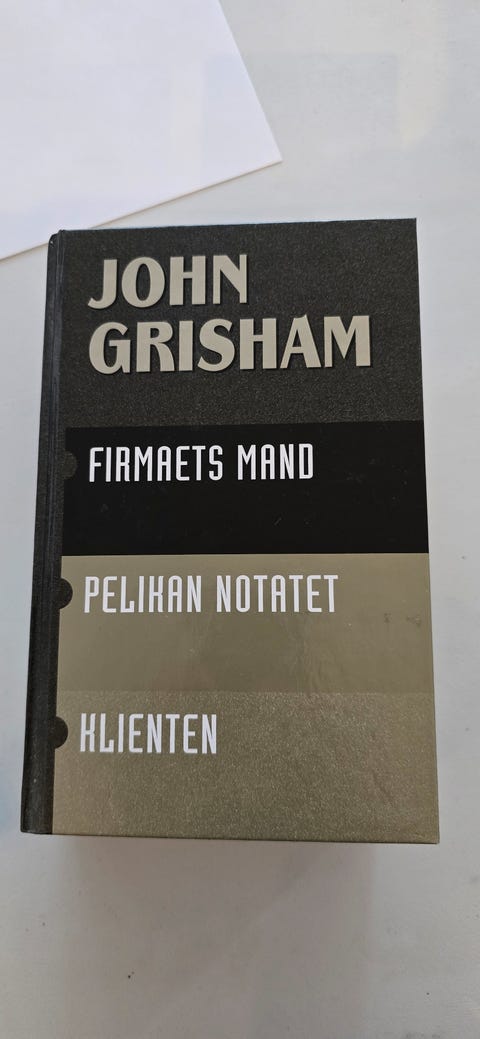 JOHN
GRISHAM
FIRMAETS MAND
PELIKAN NOTATET
KLIENTEN